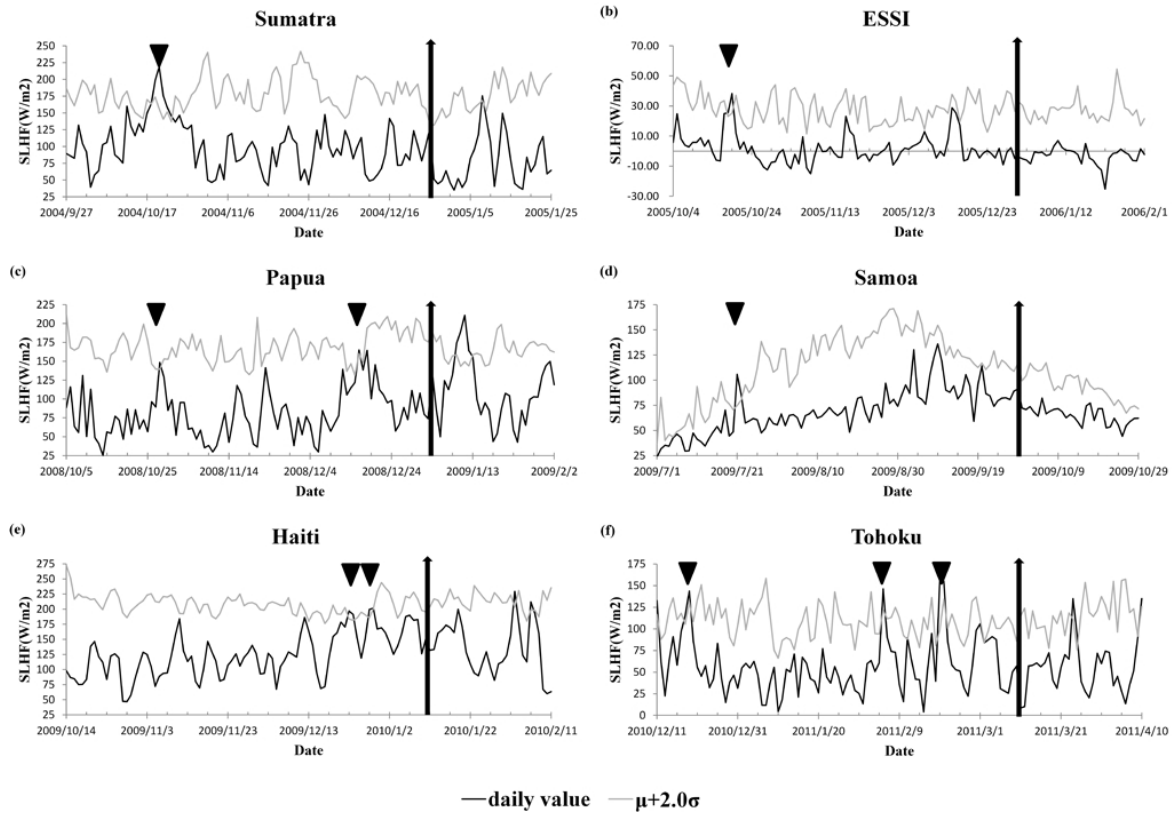 Sumatra
250
225
200
175
150
125
100
75
50
25
SLHF(W/m2)
2004/9/27 2004/10/17 2004/11/6 2004/11/26 2004/12/16 2005/1/5 2005/1/25
Date
(b)
ESSI
70.00
50.00
30.00
10.00
-10.00
-30.00
SLHF(W/m2)
2005/10/4 2005/10/24 2005/11/13 2005/12/3 2005/12/23 2006/1/12 2006/2/1
Date
(c)
Papua
225
200
175
150
125
100
75
50
25
SLHF(W/m2)
2008/10/5 2008/10/25 2008/11/14 2008/12/4 2008/12/24 2009/1/13 2009/2/2
Date
(d)
Samoa
175
150
125
100
75
50
25
SLHF(W/m2)
2009/7/1 2009/7/21 2009/8/10 2009/8/30 2009/9/19 2009/10/9 2009/10/29
Date
(e)
Haiti
275
250
225
200
175
150
125
100
75
50
25
SLHF(W/m2)
2009/10/14 2009/11/3 2009/11/23 2009/12/13 2010/1/2 2010/1/22 2010/2/11
Date
(f)
Tohoku
175
150
125
100
75
50
25
0
SLHF(W/m2)
2010/12/11 2010/12/31 2011/1/20 2011/2/9 2011/3/1 2011/3/21 2011/4/10
Date
daily value μ+2.0σ